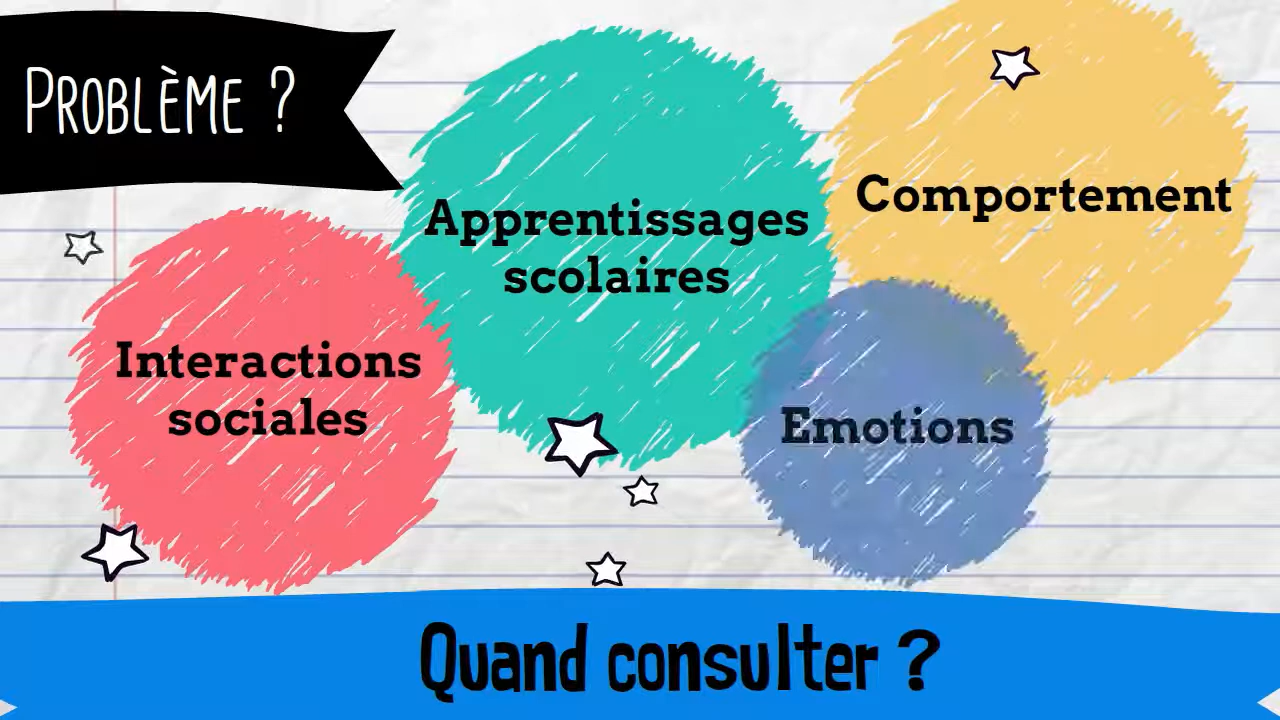 Problème ?
Apprentissages
scolaires
Comportement
Interactions
sociales
Emotions
Quand consulter ?